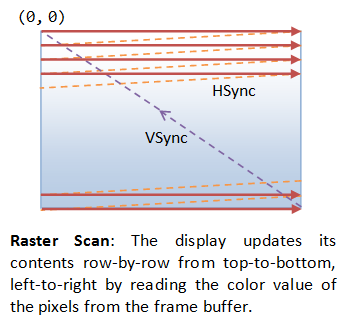 (0, 0)
HSync
VSync
Raster Scan: The display updates its
contents row-by-row from top-to-bottom,
left-to-right by reading the color value of
the pixels from the frame buffer.